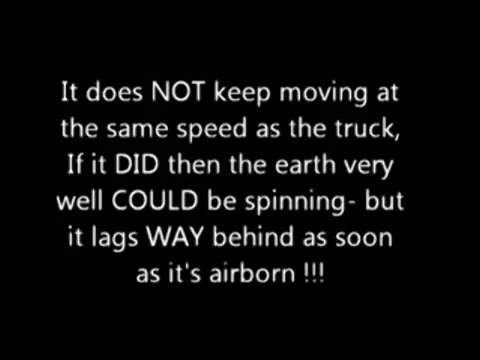 It does NOT keep moving at
the same speed as the truck,
If it DID then the earth very
well COULD be spinning- but
it lags WAY behind as soon
as it's airborn !!!